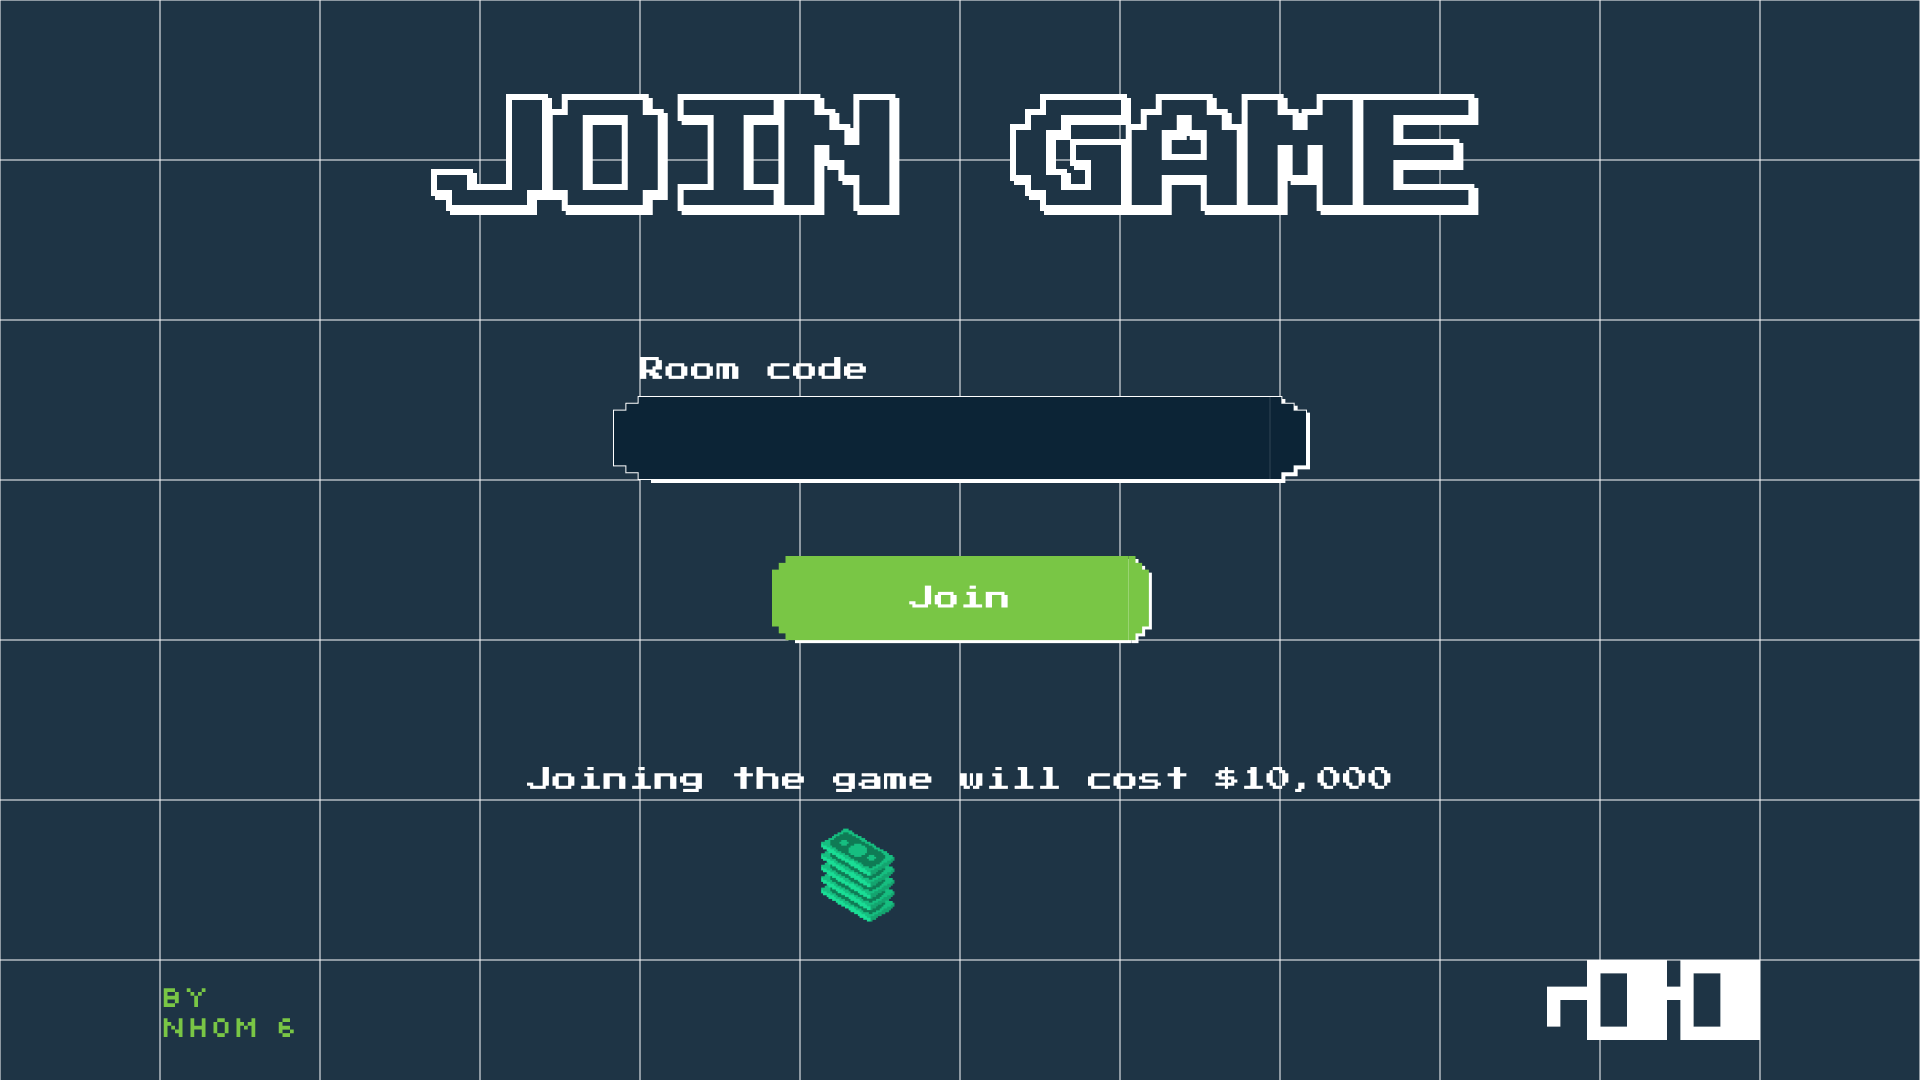 JOIN GAME
Room code
Join
Joining the game will cost $10,000
BY
NHOM 6